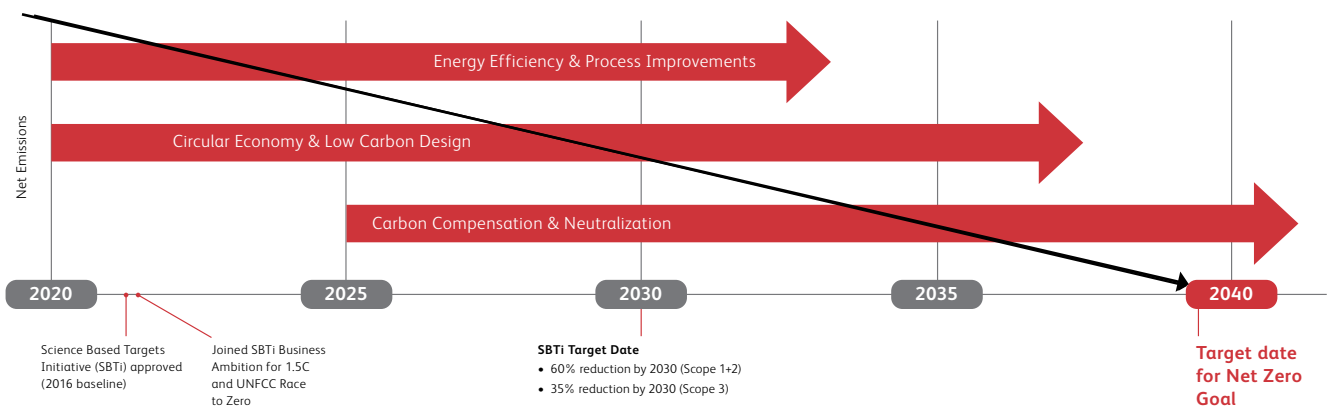 Net Emissions
Energy Efficiency & Process Improvements
Circular Economy & Low Carbon Design
Carbon Compensation & Neutralization
2020
2025
2030
2035
2040
Science Based Targets
Initiative (SBTi) approved
(2016 baseline)
Joined SBTi Business
Ambition for 1.5C
and UNFCC Race
to Zero
SBTi Target Date
• 60% reduction by 2030 (Scope 1+2)
• 35% reduction by 2030 (Scope 3)
Target date
for Net Zero
Goal